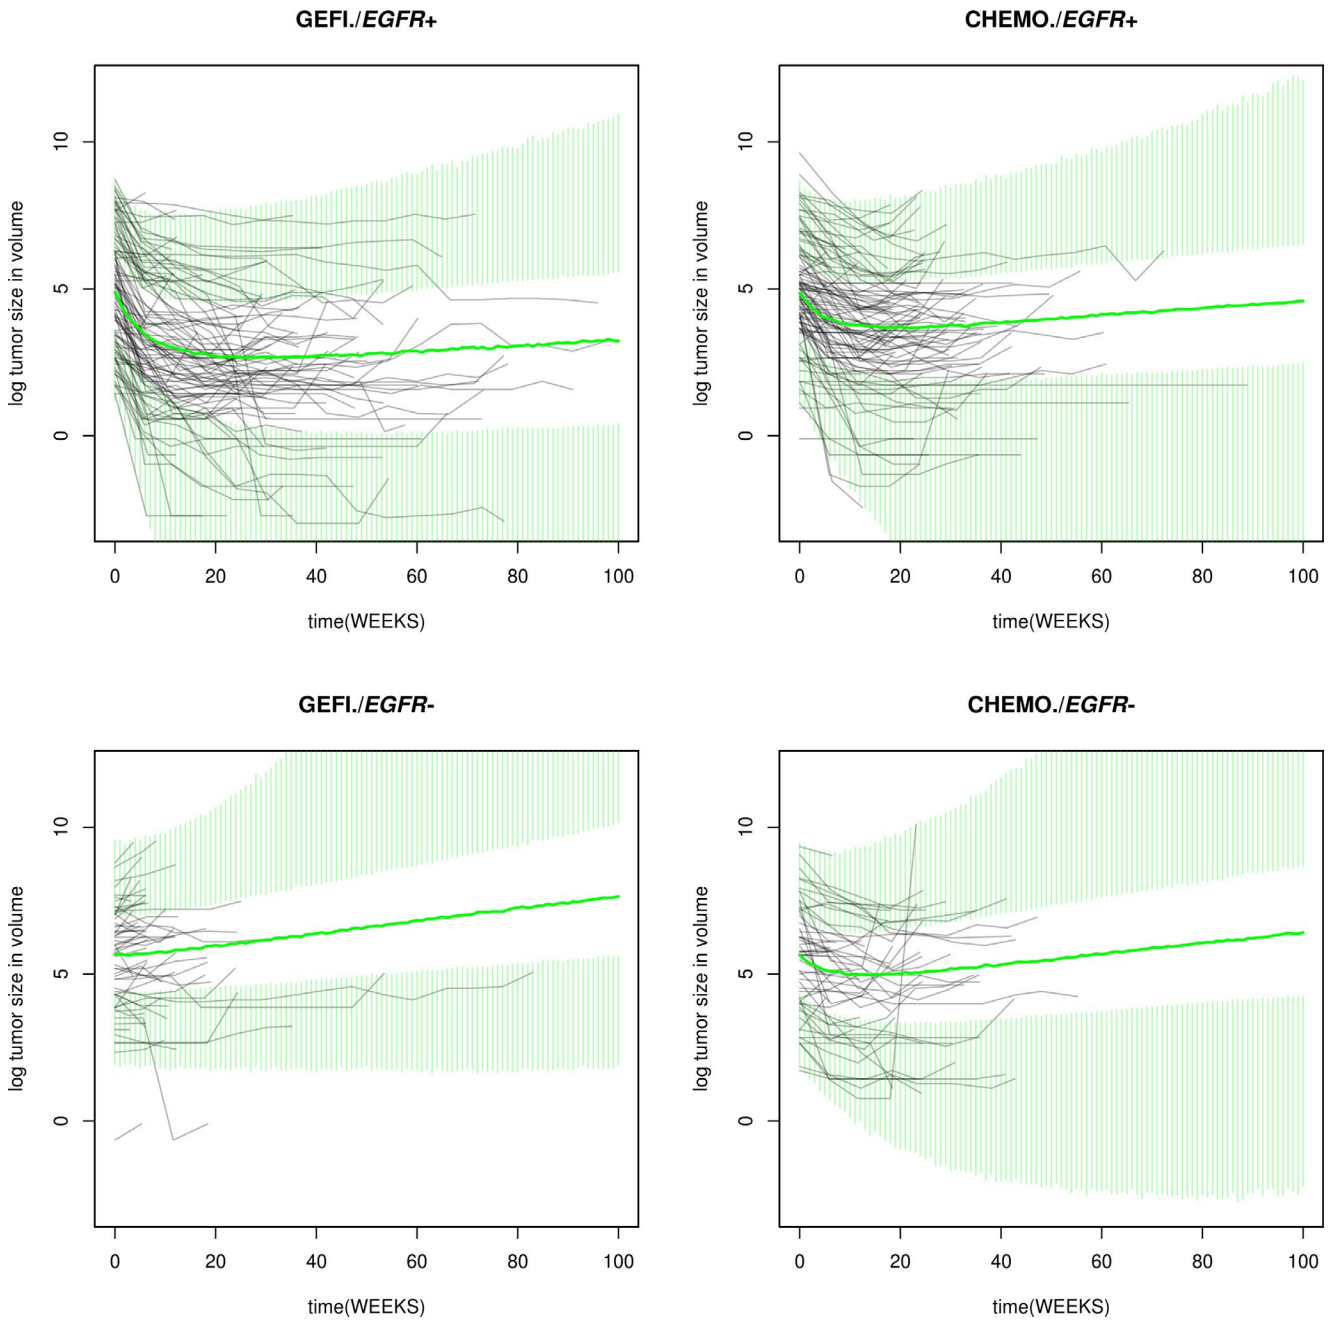 GEFI./EGFR+
log tumor size in volume
10
5
0
0 20 40 60 80 100
time(WEEKS)
CHEMO./EGFR+
log tumor size in volume
10
5
0
0 20 40 60 80 100
time(WEEKS)
GEFI./EGFR-
log tumor size in volume
10
5
0
0 20 40 60 80 100
time(WEEKS)
CHEMO./EGFR-
log tumor size in volume
10
5
0
0 20 40 60 80 100
time(WEEKS)